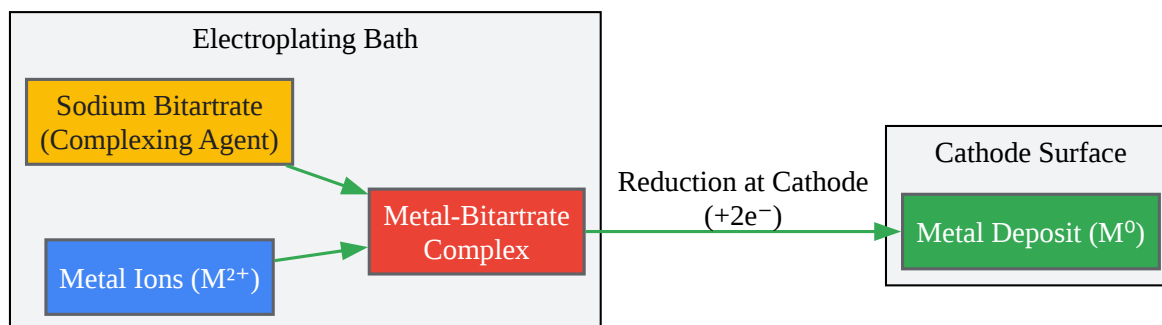 Electroplating Bath
Sodium Bitartrate
(Complexing Agent)
Metal Ions (M²⁺)
Metal-Bitartrate
Complex
Reduction at Cathode
(+2e⁻)
Cathode Surface
Metal Deposit (M⁰)